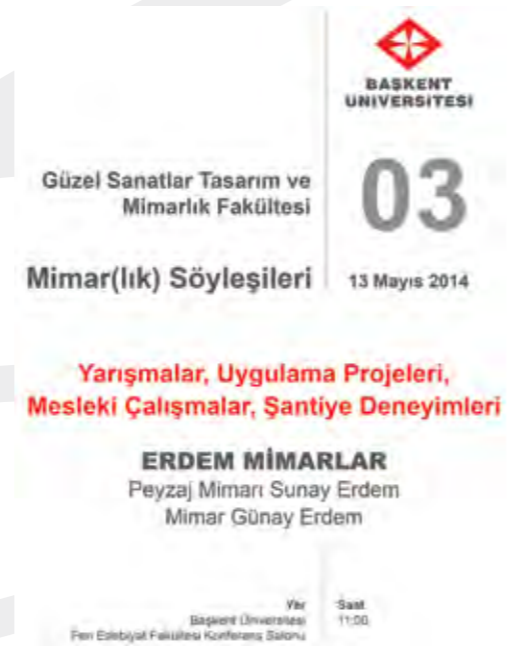 BAŞKENT
ÜNİVERSİTESİ
Güzel Sanatlar Tasarım ve
Mimarlık Fakültesi
03
Mimar(lık) Söyleşileri
13 Mayıs 2014
Yarışmalar, Uygulama Projeleri,
Mesleki Çalışmalar, Şantiye Deneyimleri
ERDEM MİMARLAR
Peyzaj Mimarı Sunay Erdem
Mimar Günay Erdem
Yer
Başkent Üniversitesi
Fen Edebiyat Fakültesi Konferans Salonu
Saat
11:00